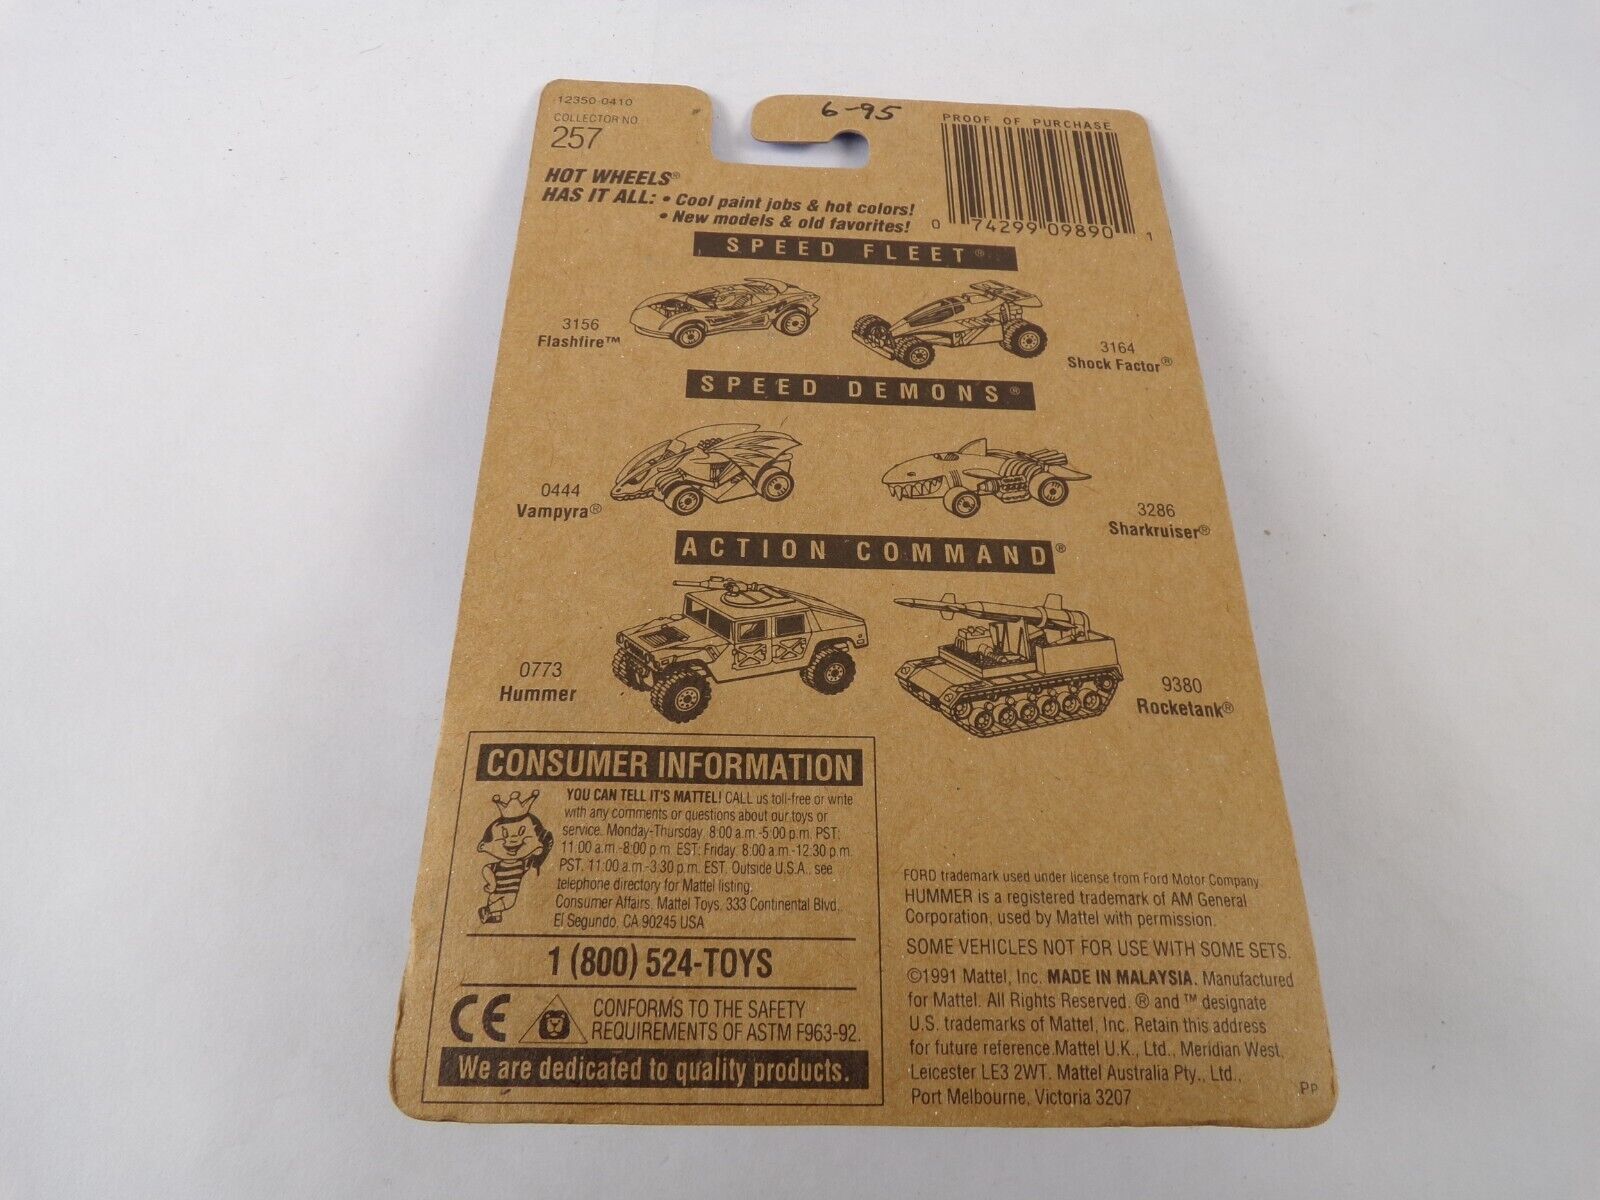 12350-0410
COLLECTOR NO.
257
6-95
PROOF OF PURCHASE
0 74299 09890 1
HOT WHEELS®
HAS IT ALL: • Cool paint jobs & hot colors!
• New models & old favorites!
SPEED FLEET®
3156
Flashfire™
3164
Shock Factor®
SPEED DEMONS®
0444
Vampyra®
3286
Sharkruiser®
ACTION COMMAND®
0773
Hummer
9380
Rocketank®
CONSUMER INFORMATION
YOU CAN TELL IT'S MATTEL! CALL us toll-free or write
with any comments or questions about our toys or
service. Monday-Thursday, 8:00 a.m.-5:00 p.m. PST;
11:00 a.m.-8:00 p.m. EST; Friday, 8:00 a.m.-12:30 p.m.
PST, 11:00 a.m.-3:30 p.m. EST. Outside U.S.A., see
telephone directory for Mattel listing.
Consumer Affairs, Mattel Toys, 333 Continental Blvd.,
El Segundo, CA 90245 USA
1 (800) 524-TOYS
CE
CONFORMS TO THE SAFETY
REQUIREMENTS OF ASTM F963-92.
We are dedicated to quality products.
FORD trademark used under license from Ford Motor Company.
HUMMER is a registered trademark of AM General
Corporation, used by Mattel with permission.
SOME VEHICLES NOT FOR USE WITH SOME SETS.
©1991 Mattel, Inc. MADE IN MALAYSIA. Manufactured
for Mattel. All Rights Reserved. ® and ™ designate
U.S. trademarks of Mattel, Inc. Retain this address
for future reference. Mattel U.K., Ltd., Meridian West,
Leicester LE3 2WT. Mattel Australia Pty., Ltd.,
Port Melbourne, Victoria 3207
PP